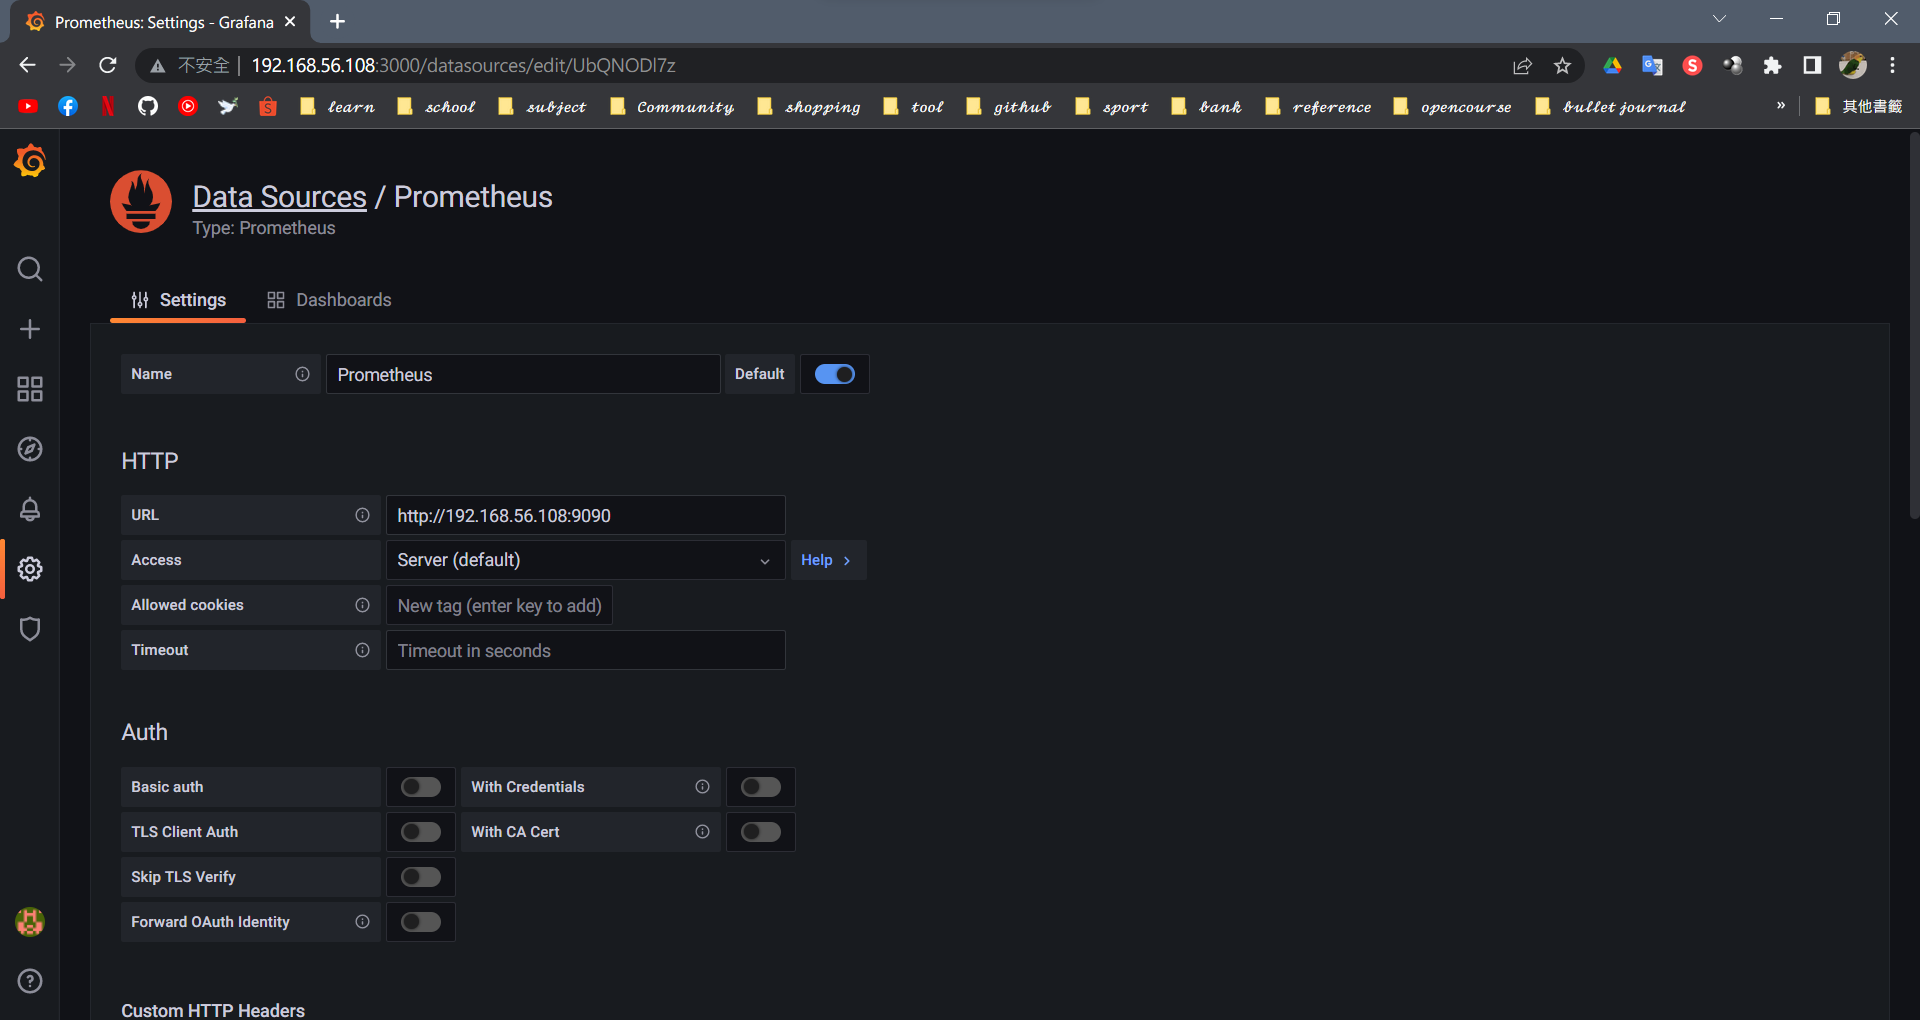 Prometheus: Settings - Grafana
不安全 192.168.56.108:3000/datasources/edit/UbQNODl7z
learn school subject Community shopping tool github sport bank reference opencourse bullet journal » 其他書籤
Data Sources / Prometheus
Type: Prometheus
Settings Dashboards
Name Prometheus Default
HTTP
URL http://192.168.56.108:9090
Access Server (default) Help
Allowed cookies New tag (enter key to add)
Timeout Timeout in seconds
Auth
Basic auth With Credentials
TLS Client Auth With CA Cert
Skip TLS Verify
Forward OAuth Identity
Custom HTTP Headers